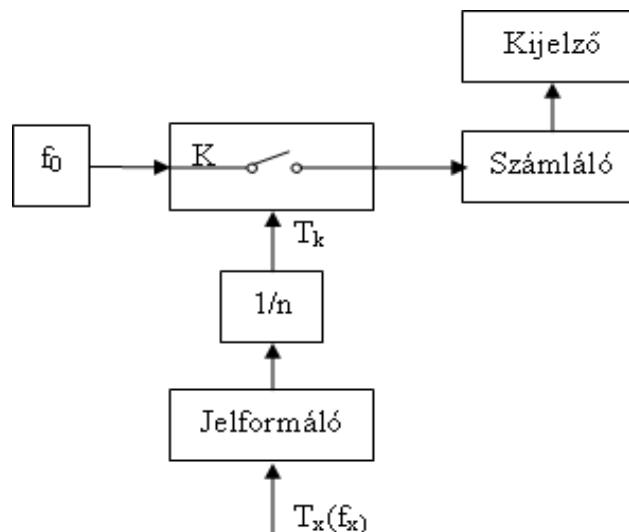 Kijelző
f₀
K
Számláló
Tₖ
1/n
Jelformáló
Tₓ(fₓ)